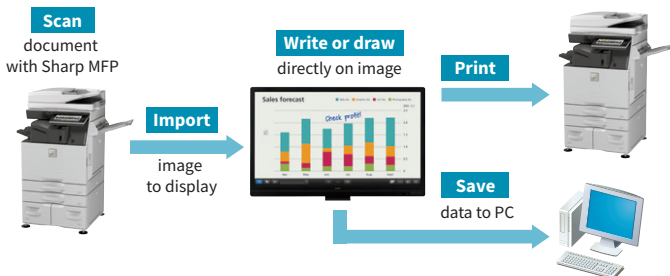 Scan
document
with Sharp MFP
Import
image
to display
Write or draw
directly on image
Sales forecast
Check profit!
Print
Save
data to PC